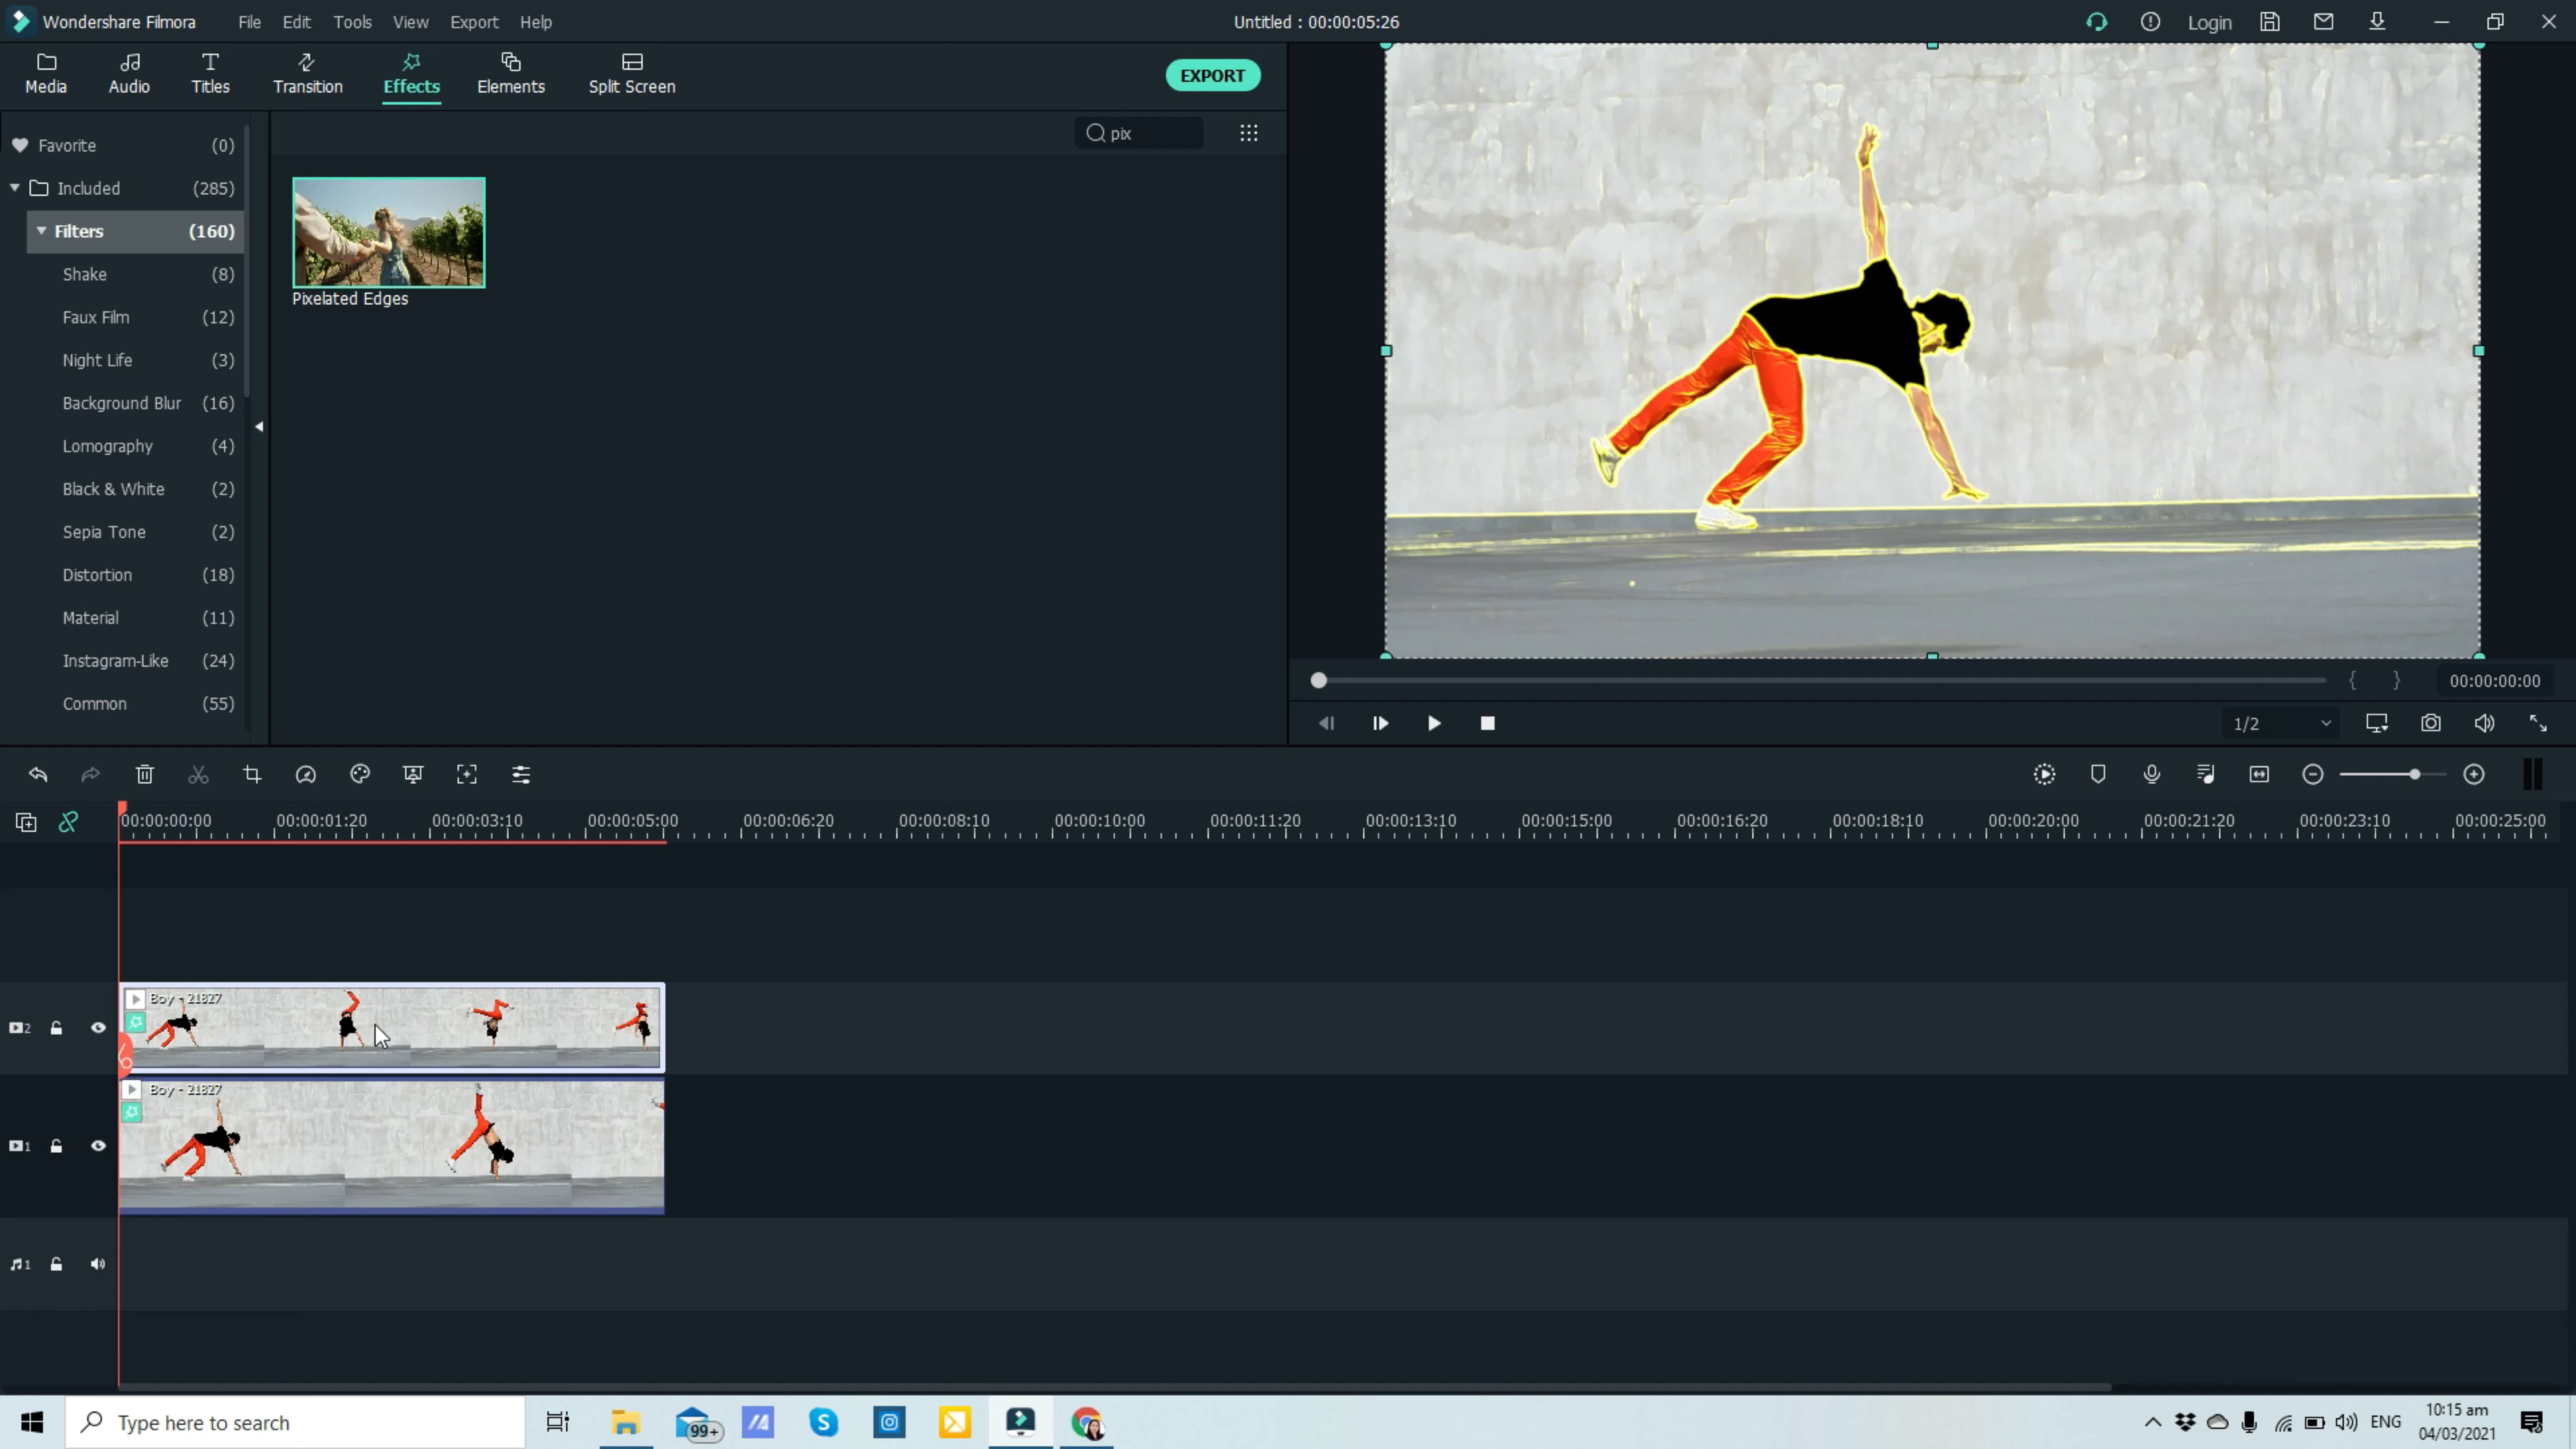 Wondershare Filmora File Edit Tools View Export Help Untitled : 00:00:05:26 Login
Media Audio Titles Transition Effects Elements Split Screen EXPORT
pix
Favorite (0)
Included (285)
Filters (160)
Shake (8)
Faux Film (12)
Night Life (3)
Background Blur (16)
Lomography (4)
Black & White (2)
Sepia Tone (2)
Distortion (18)
Material (11)
Instagram-Like (24)
Common (55)
Pixelated Edges
{ } 00:00:00:00
1/2
00:00:00:00 00:00:01:20 00:00:03:10 00:00:05:00 00:00:06:20 00:00:08:10 00:00:10:00 00:00:11:20 00:00:13:10 00:00:15:00 00:00:16:20 00:00:18:10 00:00:20:00 00:00:21:20 00:00:23:10 00:00:25:00
Boy - 21827
2
Boy - 21827
1
1
Type here to search 99+ ENG 10:15 am
04/03/2021